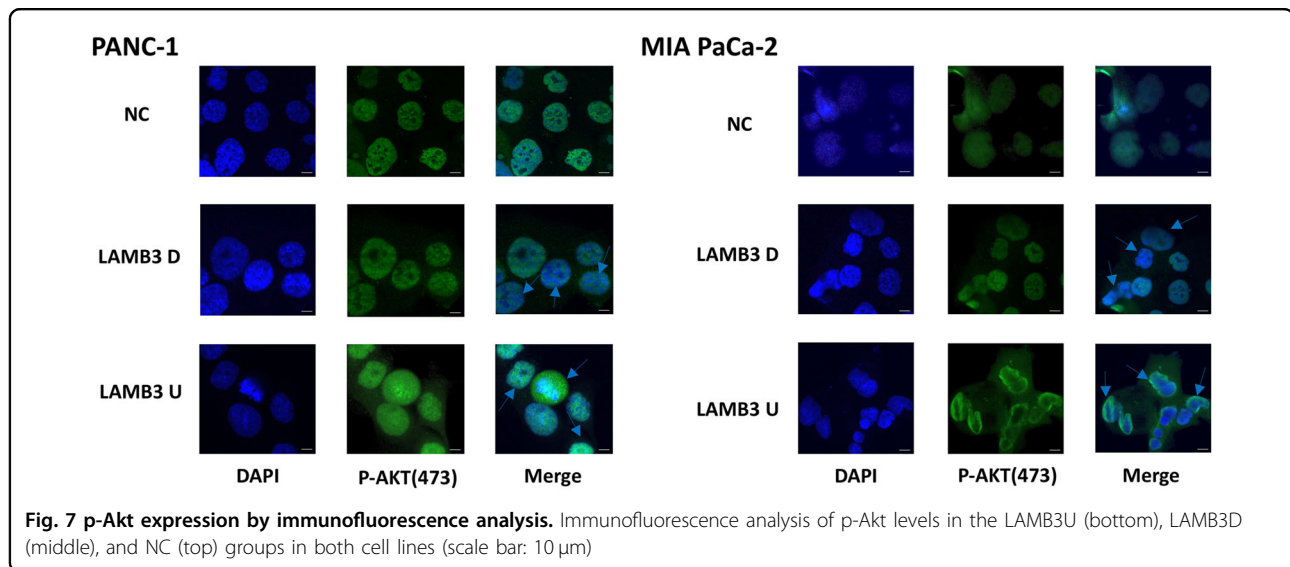 PANC-1
MIA PaCa-2
NC
NC
LAMB3 D
LAMB3 D
LAMB3 U
LAMB3 U
DAPI P-AKT(473) Merge
DAPI P-AKT(473) Merge
Fig. 7 p-Akt expression by immunofluorescence analysis. Immunofluorescence analysis of p-Akt levels in the LAMB3U (bottom), LAMB3D
(middle), and NC (top) groups in both cell lines (scale bar: 10 μm)